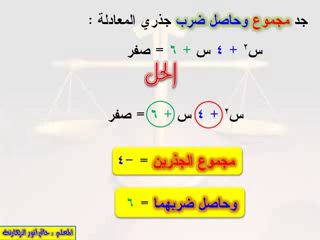 جد مجموع وحاصل ضرب جذري المعادلة :
س٢ + ٤ س + ٦ = صفر
الحل
س٢ + ٤ س + ٦ = صفر
مجموع الجذرين = -٤
وحاصل ضربهما = ٦
المعلم :